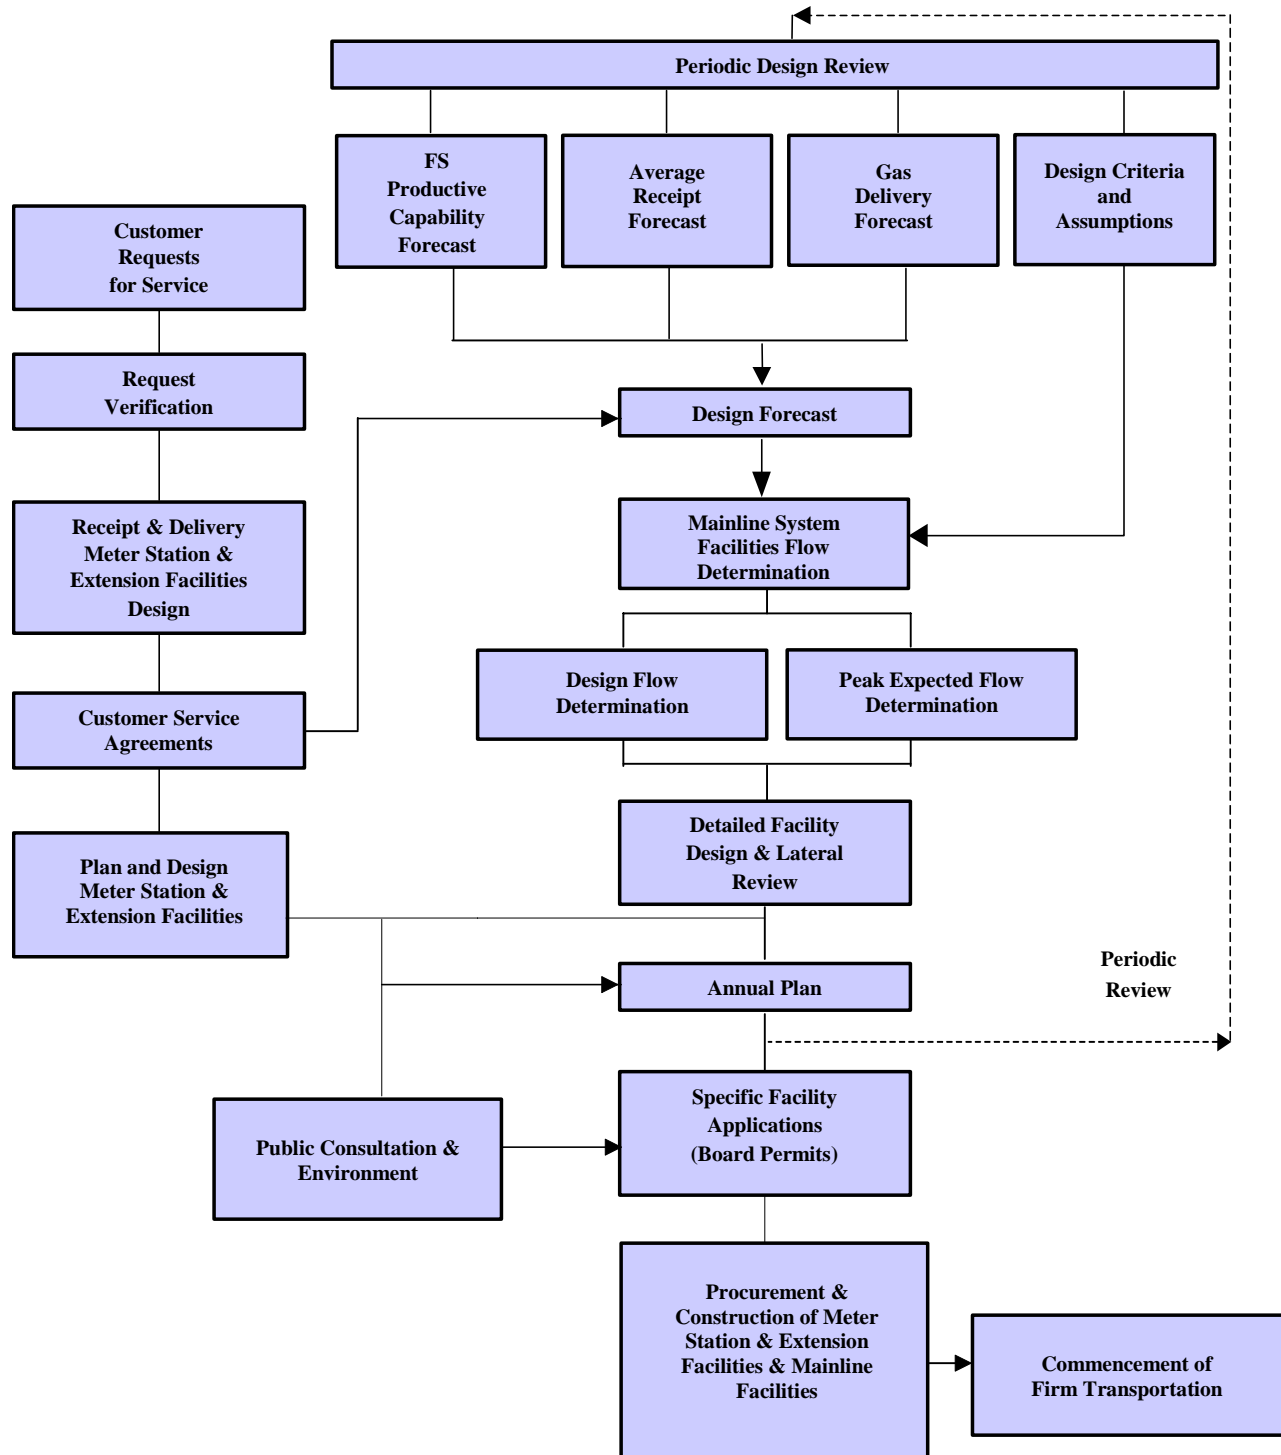 Periodic Design Review
FS
Productive
Capability
Forecast
Average
Receipt
Forecast
Gas
Delivery
Forecast
Design Criteria
and
Assumptions
Customer
Requests
for Service
Request
Verification
Design Forecast
Receipt & Delivery
Meter Station &
Extension Facilities
Design
Mainline System
Facilities Flow
Determination
Design Flow
Determination
Peak Expected Flow
Determination
Customer Service
Agreements
Detailed Facility
Design & Lateral
Review
Plan and Design
Meter Station &
Extension Facilities
Periodic
Review
Annual Plan
Specific Facility
Applications
(Board Permits)
Public Consultation &
Environment
Procurement &
Construction of Meter
Station & Extension
Facilities & Mainline
Facilities
Commencement of
Firm Transportation